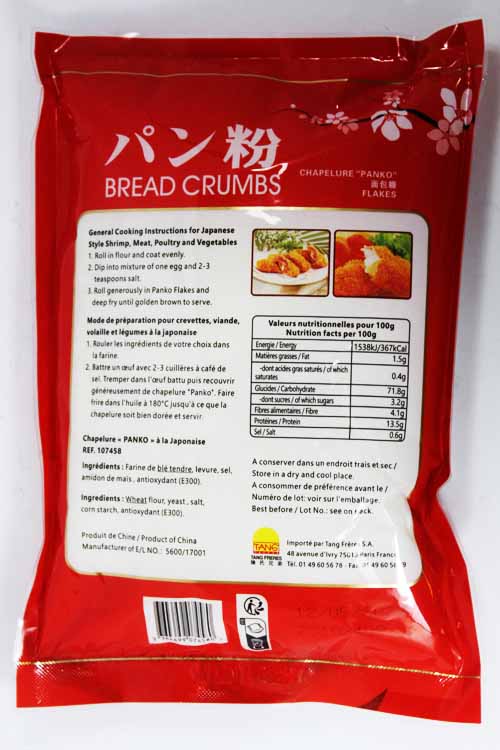 パン粉
BREAD CRUMBS
CHAPELURE "PANKO"
面包糠
FLAKES
General Cooking Instructions for Japanese
Style Shrimp, Meat, Poultry and Vegetables
1. Roll in flour and coat evenly.
2. Dip into mixture of one egg and 2-3
teaspoons salt.
3. Roll generously in Panko Flakes and
deep fry until golden brown to serve.
Mode de préparation pour crevettes, viande,
volaille et légumes à la japonaise
1. Rouler les ingrédients de votre choix dans
la farine.
2. Battre un œuf avec 2-3 cuillères à café de
sel. Tremper dans l'œuf battu puis recouvrir
généreusement de chapelure "Panko". Faire
frire dans l'huile à 180°C jusqu'à ce que la
chapelure soit bien dorée et servir.
Chapelure « PANKO » à la Japonaise
REF. 107458
Ingrédients : Farine de blé tendre, levure, sel,
amidon de maïs, antioxydant (E300).
Ingredients : Wheat flour, yeast, salt,
corn starch, antioxydant (E300).
Produit de Chine / Product of China
Manufacturer of E/L NO.: 5600/17001
Valeurs nutritionnelles pour 100g
Nutrition facts per 100g
Energie / Energy 1538kJ/367kCal
Matières grasses / Fat 1.5g
-dont acides gras saturés / of which
saturates 0.4g
Glucides / Carbohydrate 71.8g
-dont sucres / of which sugars 3.2g
Fibres alimentaires / Fibre 4.1g
Protéines / Protein 13.5g
Sel / Salt 0.6g
A conserver dans un endroit frais et sec /
Store in a dry and cool place.
A consommer de préférence avant le /
Numéro de lot: voir sur l'emballage.
Best before / Lot No.: see on pack.
TANG
TANG FRERES
陳氏兄弟
Importé par Tang Frères S.A.
48 avenue d'Ivry 75013 Paris France
Tél. 01 49 60 56 78 - Fax 01 49 60 56